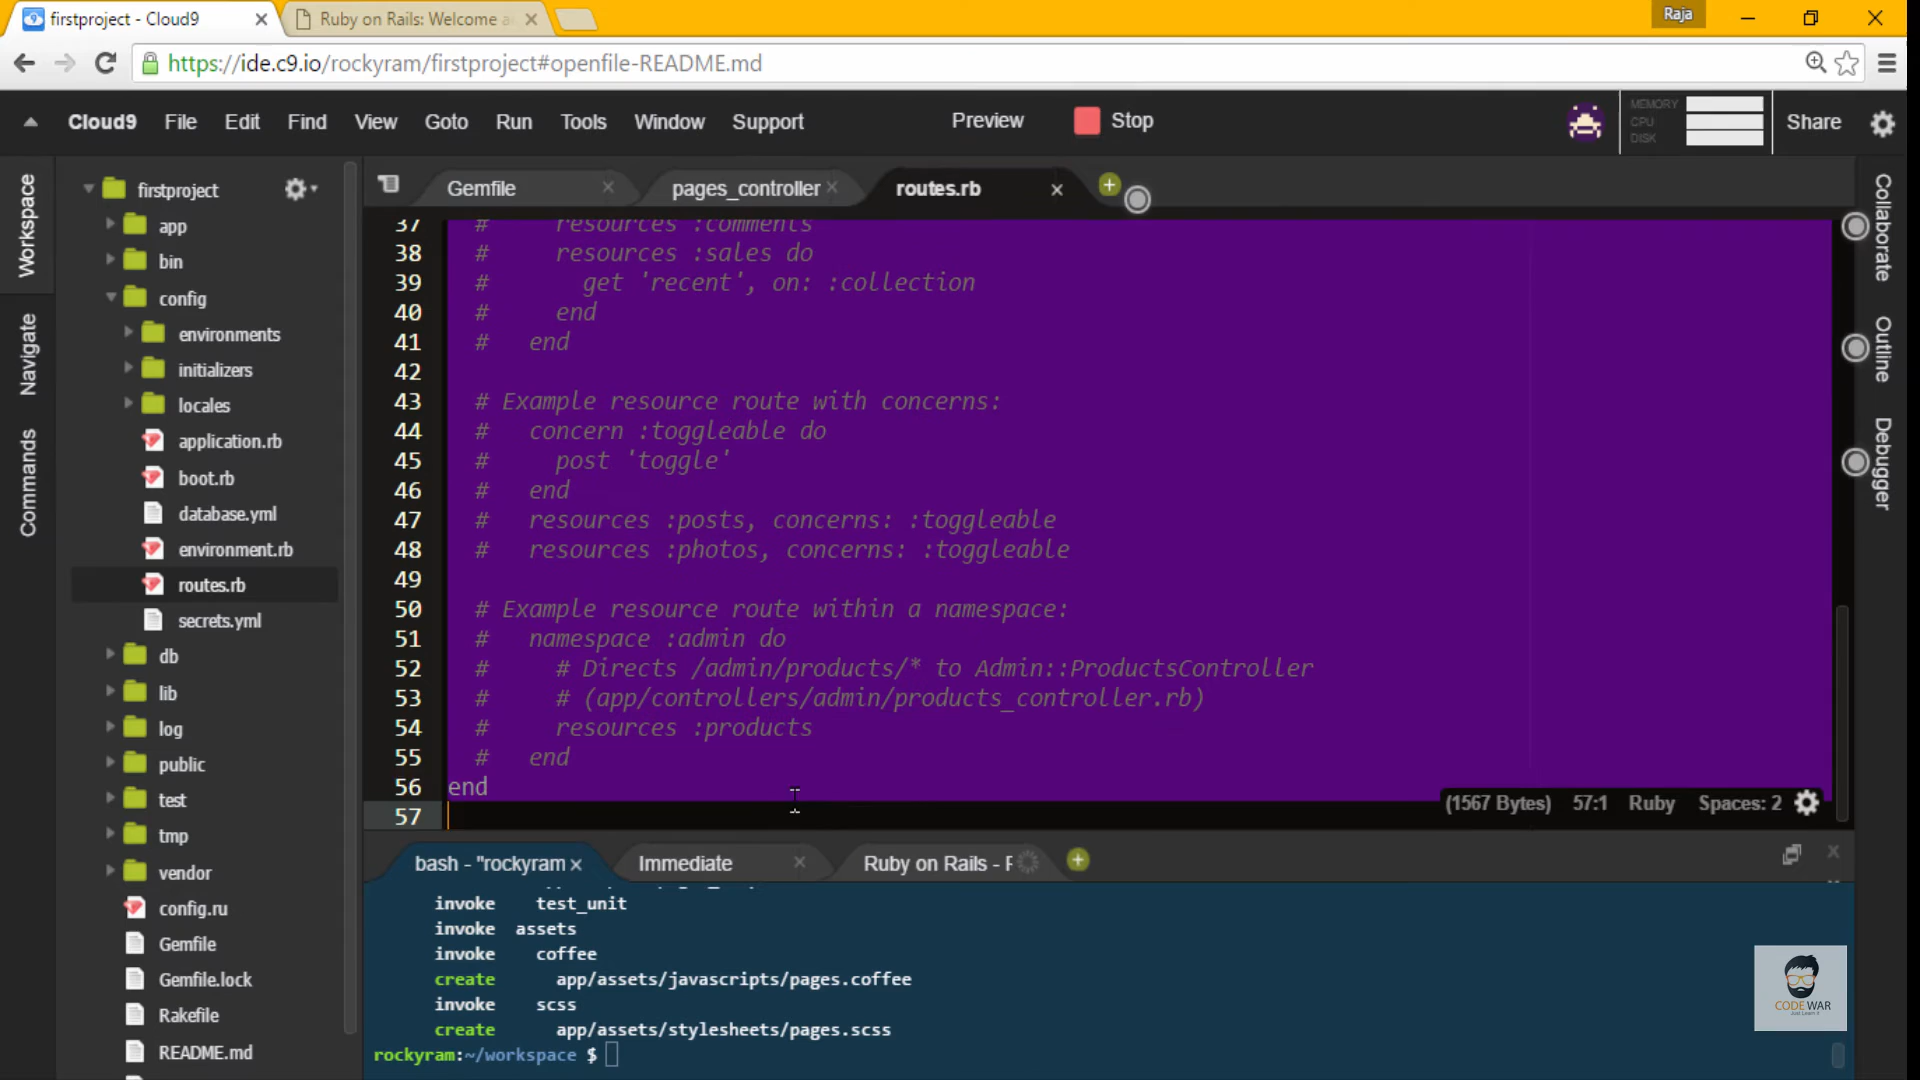 firstproject - Cloud9
Ruby on Rails: Welcome a
Raja
https://ide.c9.io/rockyram/firstproject#openfile-README.md
Cloud9 File Edit Find View Goto Run Tools Window Support Preview Stop
MEMORY
CPU
DISK
Share
Workspace
Navigate
Commands
firstproject
app
bin
config
environments
initializers
locales
application.rb
boot.rb
database.yml
environment.rb
routes.rb
secrets.yml
db
lib
log
public
test
tmp
vendor
config.ru
Gemfile
Gemfile.lock
Rakefile
README.md
Gemfile pages_controller routes.rb
37 # resources :comments
38 # resources :sales do
39 # get 'recent', on: :collection
40 # end
41 # end
42
43 # Example resource route with concerns:
44 # concern :toggleable do
45 # post 'toggle'
46 # end
47 # resources :posts, concerns: :toggleable
48 # resources :photos, concerns: :toggleable
49
50 # Example resource route within a namespace:
51 # namespace :admin do
52 # # Directs /admin/products/* to Admin::ProductsController
53 # # (app/controllers/admin/products_controller.rb)
54 # resources :products
55 # end
56 end
57
(1567 Bytes) 57:1 Ruby Spaces: 2
Collaborate
Outline
Debugger
bash - "rockyram Immediate Ruby on Rails - F
invoke test_unit
invoke assets
invoke coffee
create app/assets/javascripts/pages.coffee
invoke scss
create app/assets/stylesheets/pages.scss
rockyram:~/workspace $
CODE WAR
Just Learn it